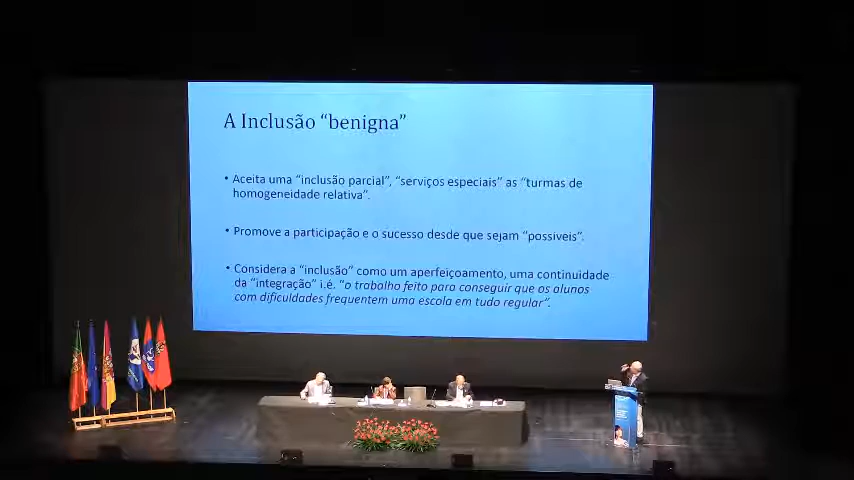 A Inclusão “benigna”
• Aceita uma “inclusão parcial”, “serviços especiais” as “turmas de
homogeneidade relativa”.
• Promove a participação e o sucesso desde que sejam “possiveis”.
• Considera a “inclusão” como um aperfeiçoamento, uma continuidade
da “integração” i.é. “o trabalho feito para conseguir que os alunos
com dificuldades frequentem uma escola em tudo regular”.